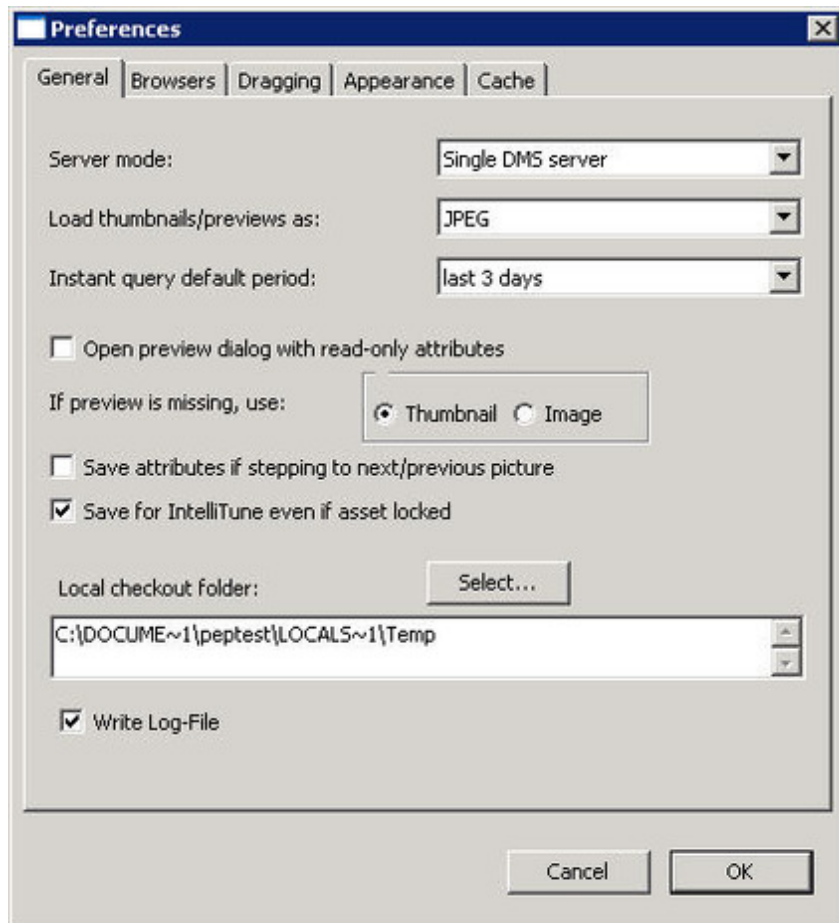 Preferences
General Browsers Dragging Appearance Cache
Server mode: Single DMS server
Load thumbnails/previews as: JPEG
Instant query default period: last 3 days
Open preview dialog with read-only attributes
If preview is missing, use: Thumbnail Image
Save attributes if stepping to next/previous picture
Save for IntelliTune even if asset locked
Local checkout folder: Select...
C:\DOCUME~1\peptest\LOCALS~1\Temp
Write Log-File
Cancel OK